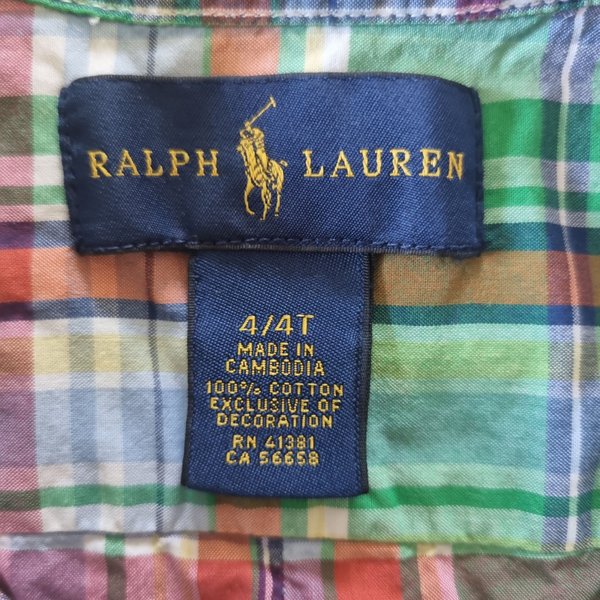 RALPH LAUREN
4/4T
MADE IN
CAMBODIA
100% COTTON
EXCLUSIVE OF
DECORATION
RN 41381
CA 56658